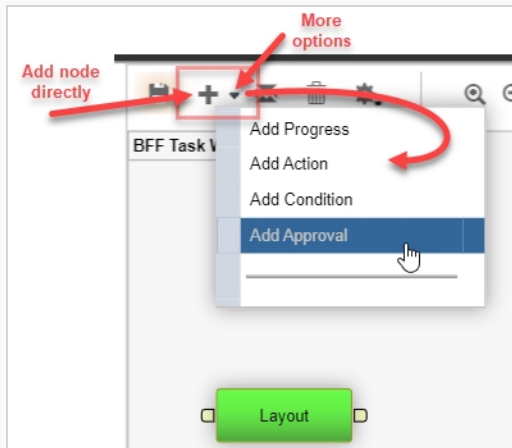 More
options
Add node
directly
BFF Task
Add Progress
Add Action
Add Condition
Add Approval
Layout